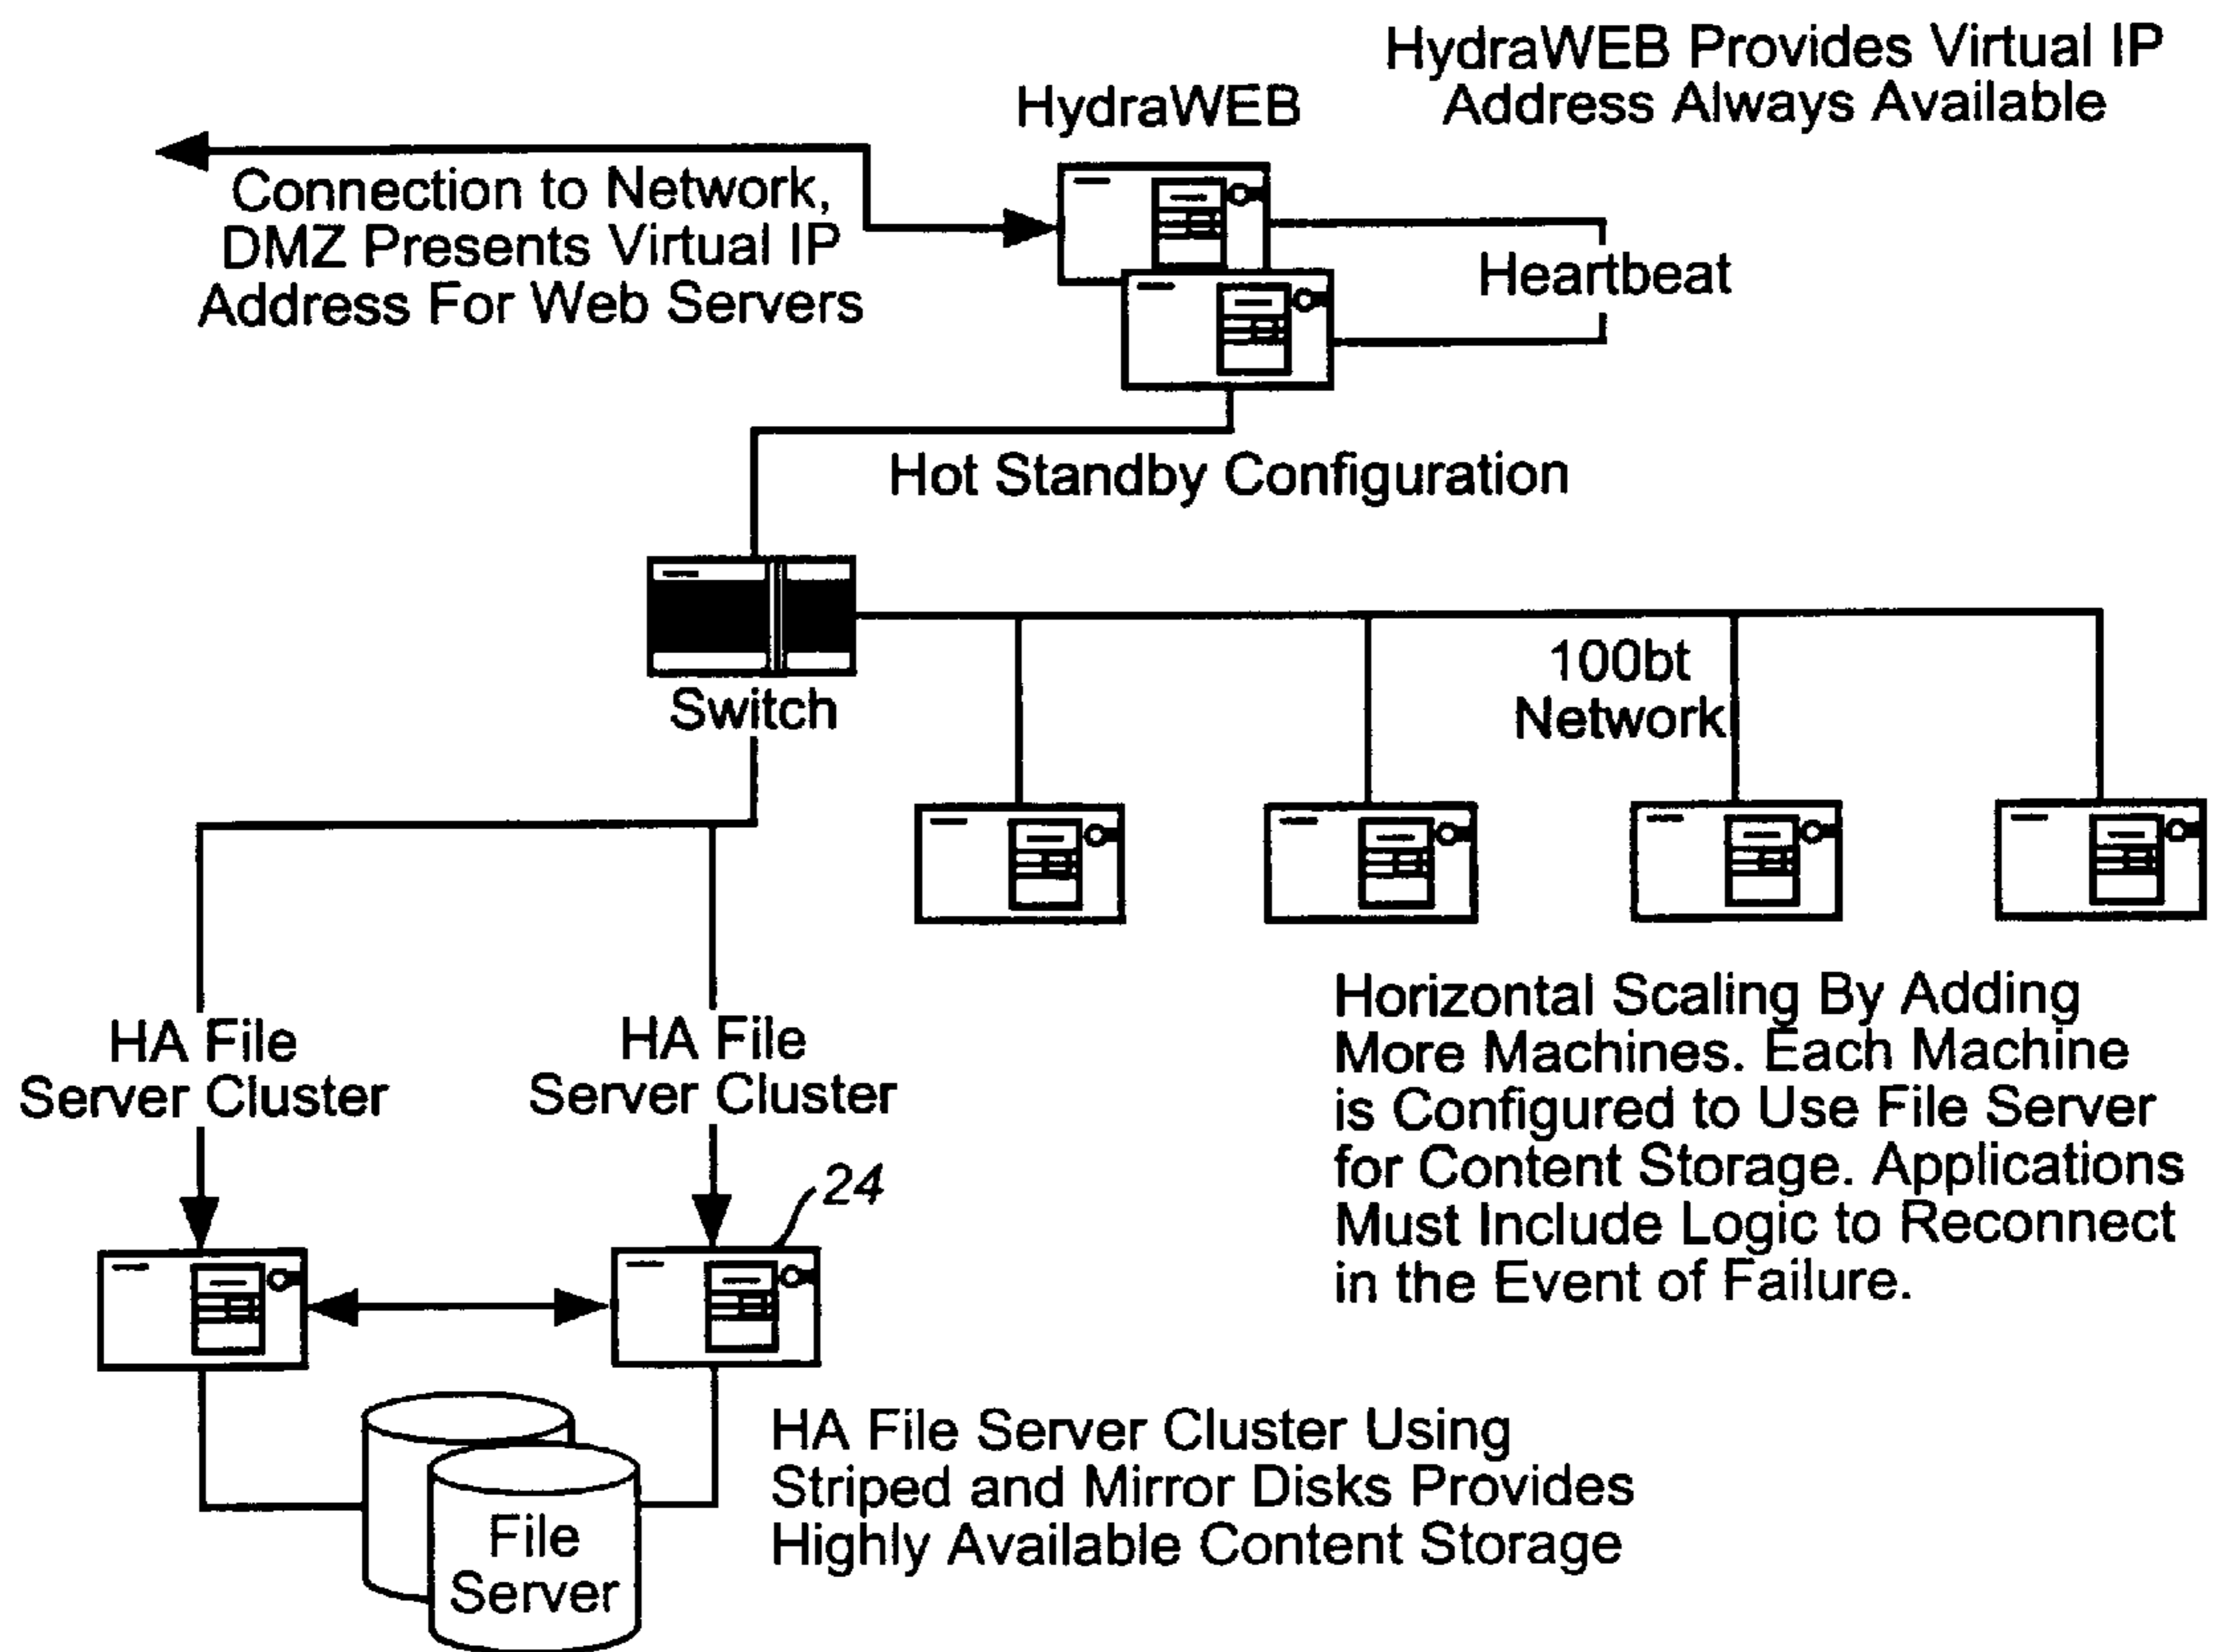 HydraWEB Provides Virtual IP
Address Always Available
HydraWEB
Connection to Network,
DMZ Presents Virtual IP
Address For Web Servers
Heartbeat
Hot Standby Configuration
Switch
100bt
Network
HA File
Server Cluster
HA File
Server Cluster
24
Horizontal Scaling By Adding
More Machines. Each Machine
is Configured to Use File Server
for Content Storage. Applications
Must Include Logic to Reconnect
in the Event of Failure.
HA File Server Cluster Using
Striped and Mirror Disks Provides
Highly Available Content Storage
File
Server